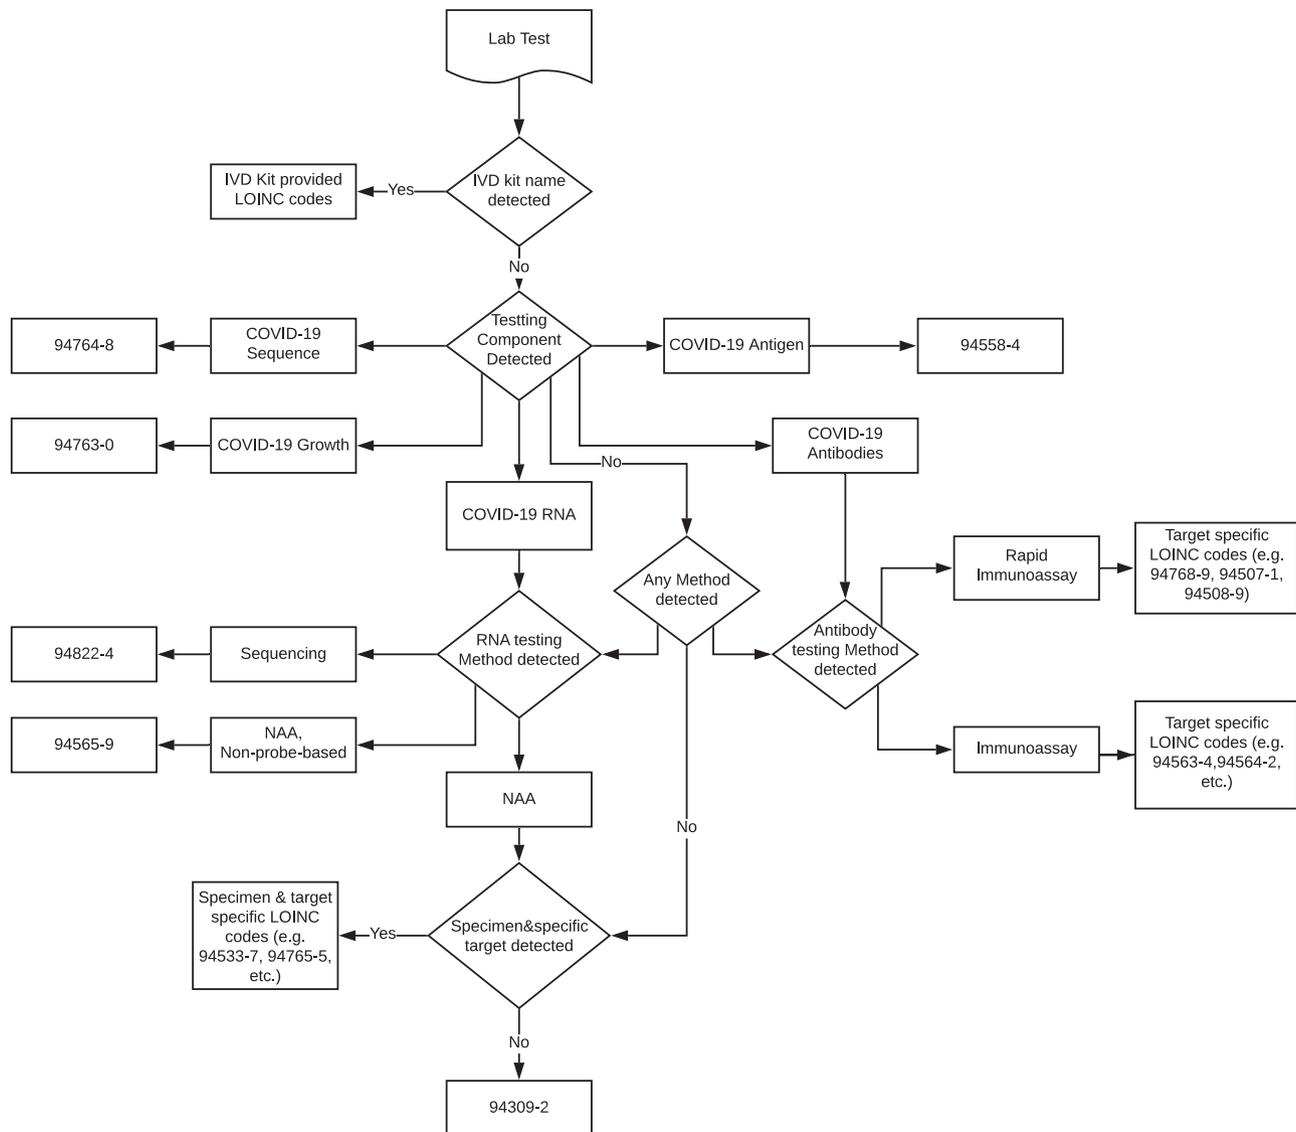 Lab Test
IVD kit name
detected
Yes
IVD Kit provided
LOINC codes
No
Testting
Component
Detected
COVID-19
Sequence
94764-8
COVID-19 Antigen
94558-4
COVID-19 Growth
94763-0
COVID-19
Antibodies
No
COVID-19 RNA
Any Method
detected
Rapid
Immunoassay
Target specific
LOINC codes (e.g.
94768-9, 94507-1,
94508-9)
RNA testing
Method detected
Antibody
testing Method
detected
Sequencing
94822-4
NAA,
Non-probe-based
94565-9
Immunoassay
Target specific
LOINC codes (e.g.
94563-4,94564-2,
etc.)
NAA
No
Specimen&specific
target detected
Yes
Specimen & target
specific LOINC
codes (e.g.
94533-7, 94765-5,
etc.)
No
94309-2